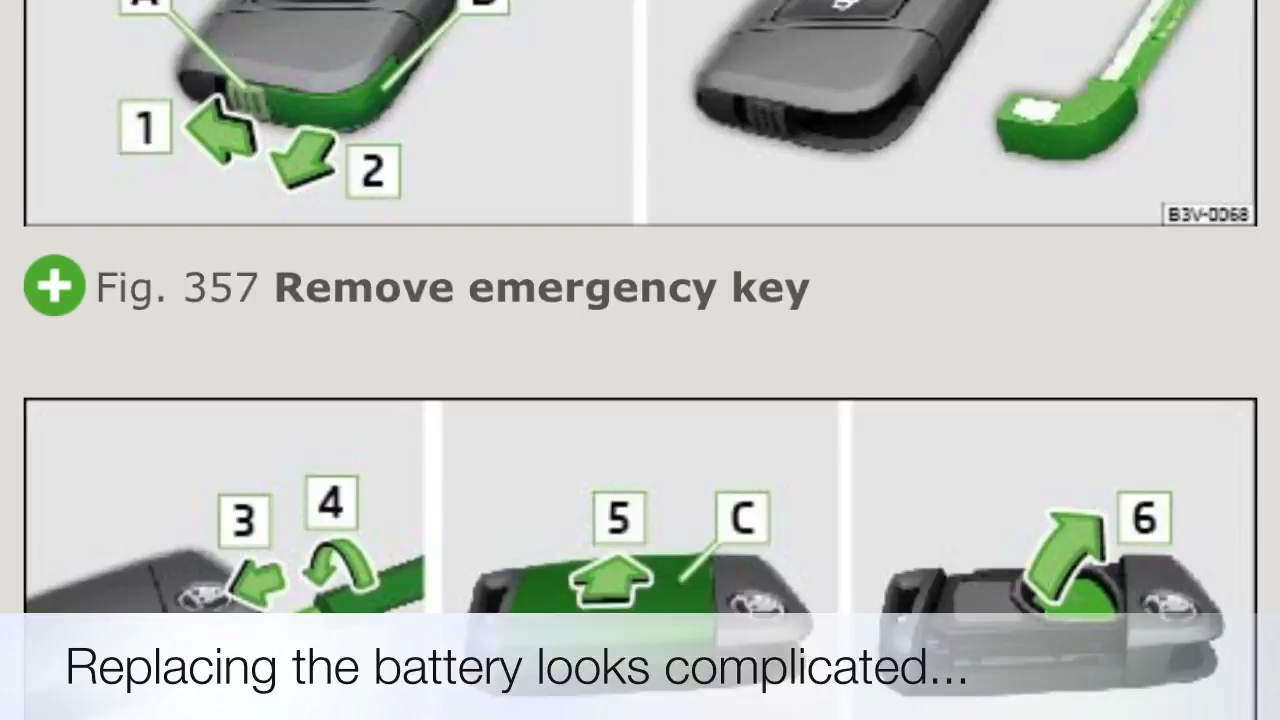 A B
1
2
B3V-0068
Fig. 357 Remove emergency key
3 4 5 C 6
Replacing the battery looks complicated...